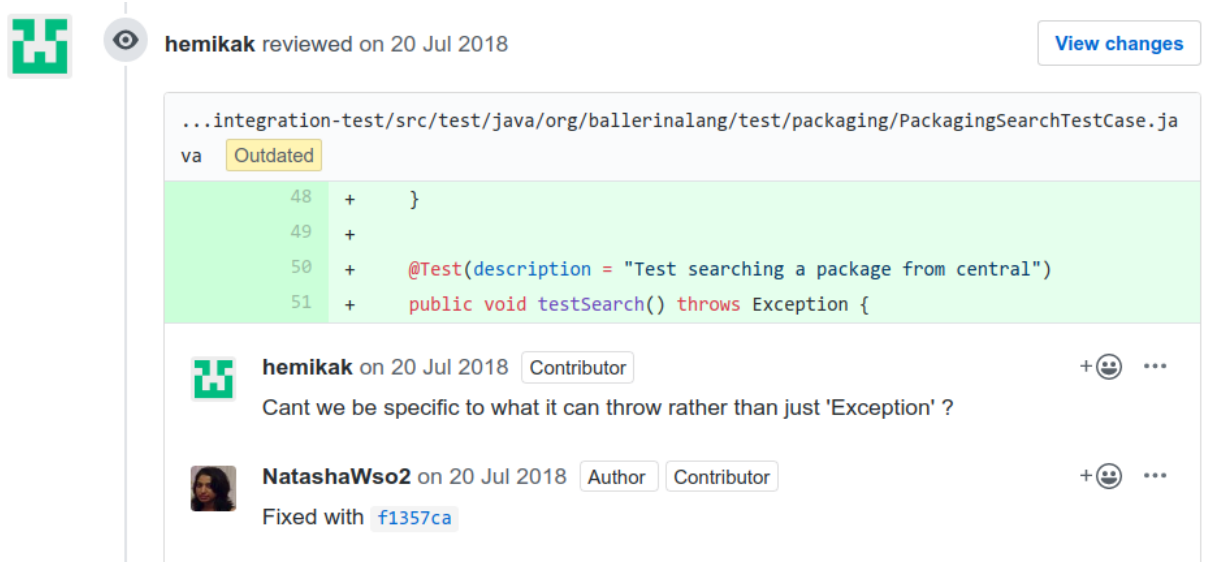 hemikak reviewed on 20 Jul 2018
View changes
...integration-test/src/test/java/org/ballerinalang/test/packaging/PackagingSearchTestCase.ja
va Outdated
48 + }
49 +
50 + @Test(description = "Test searching a package from central")
51 + public void testSearch() throws Exception {
hemikak on 20 Jul 2018 Contributor
Cant we be specific to what it can throw rather than just 'Exception' ?
NatashaWso2 on 20 Jul 2018 Author Contributor
Fixed with f1357ca